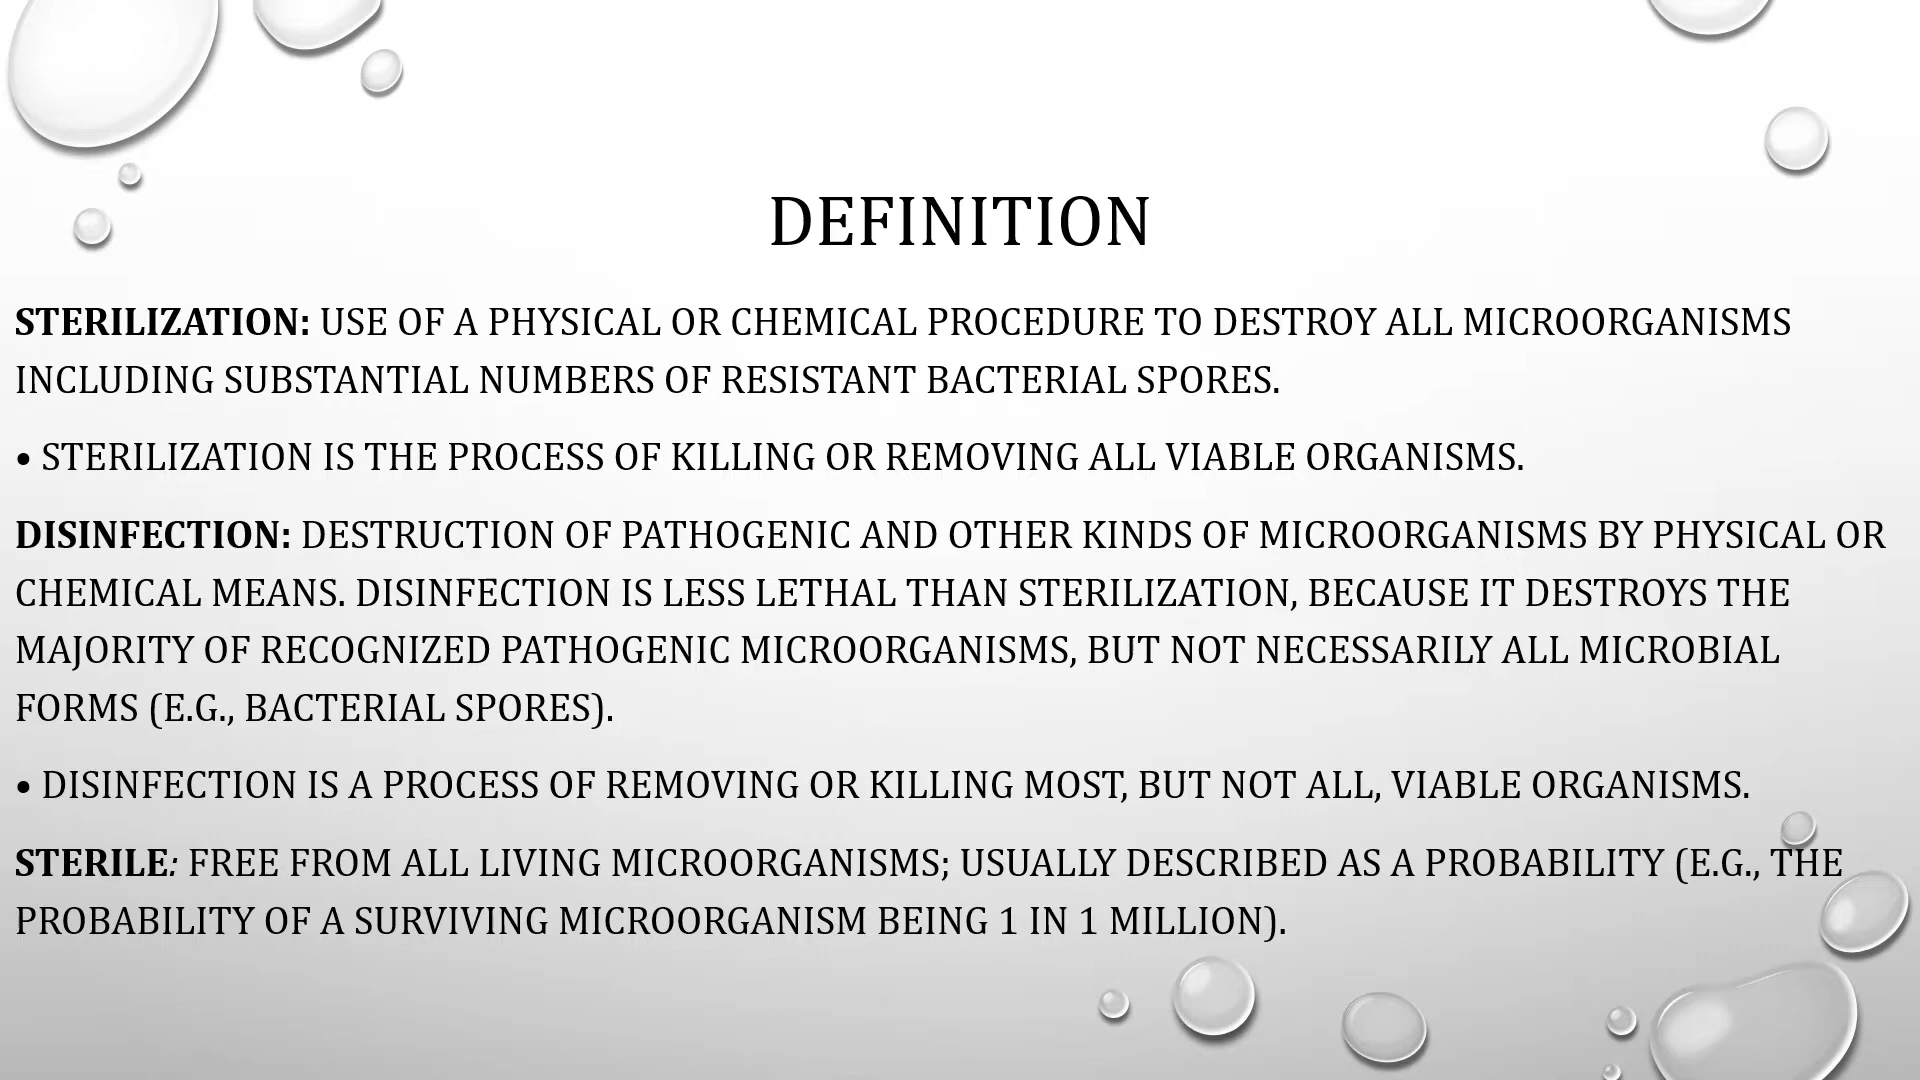 DEFINITION
STERILIZATION: USE OF A PHYSICAL OR CHEMICAL PROCEDURE TO DESTROY ALL MICROORGANISMS
INCLUDING SUBSTANTIAL NUMBERS OF RESISTANT BACTERIAL SPORES.
• STERILIZATION IS THE PROCESS OF KILLING OR REMOVING ALL VIABLE ORGANISMS.
DISINFECTION: DESTRUCTION OF PATHOGENIC AND OTHER KINDS OF MICROORGANISMS BY PHYSICAL OR
CHEMICAL MEANS. DISINFECTION IS LESS LETHAL THAN STERILIZATION, BECAUSE IT DESTROYS THE
MAJORITY OF RECOGNIZED PATHOGENIC MICROORGANISMS, BUT NOT NECESSARILY ALL MICROBIAL
FORMS (E.G., BACTERIAL SPORES).
• DISINFECTION IS A PROCESS OF REMOVING OR KILLING MOST, BUT NOT ALL, VIABLE ORGANISMS.
STERILE: FREE FROM ALL LIVING MICROORGANISMS; USUALLY DESCRIBED AS A PROBABILITY (E.G., THE
PROBABILITY OF A SURVIVING MICROORGANISM BEING 1 IN 1 MILLION).